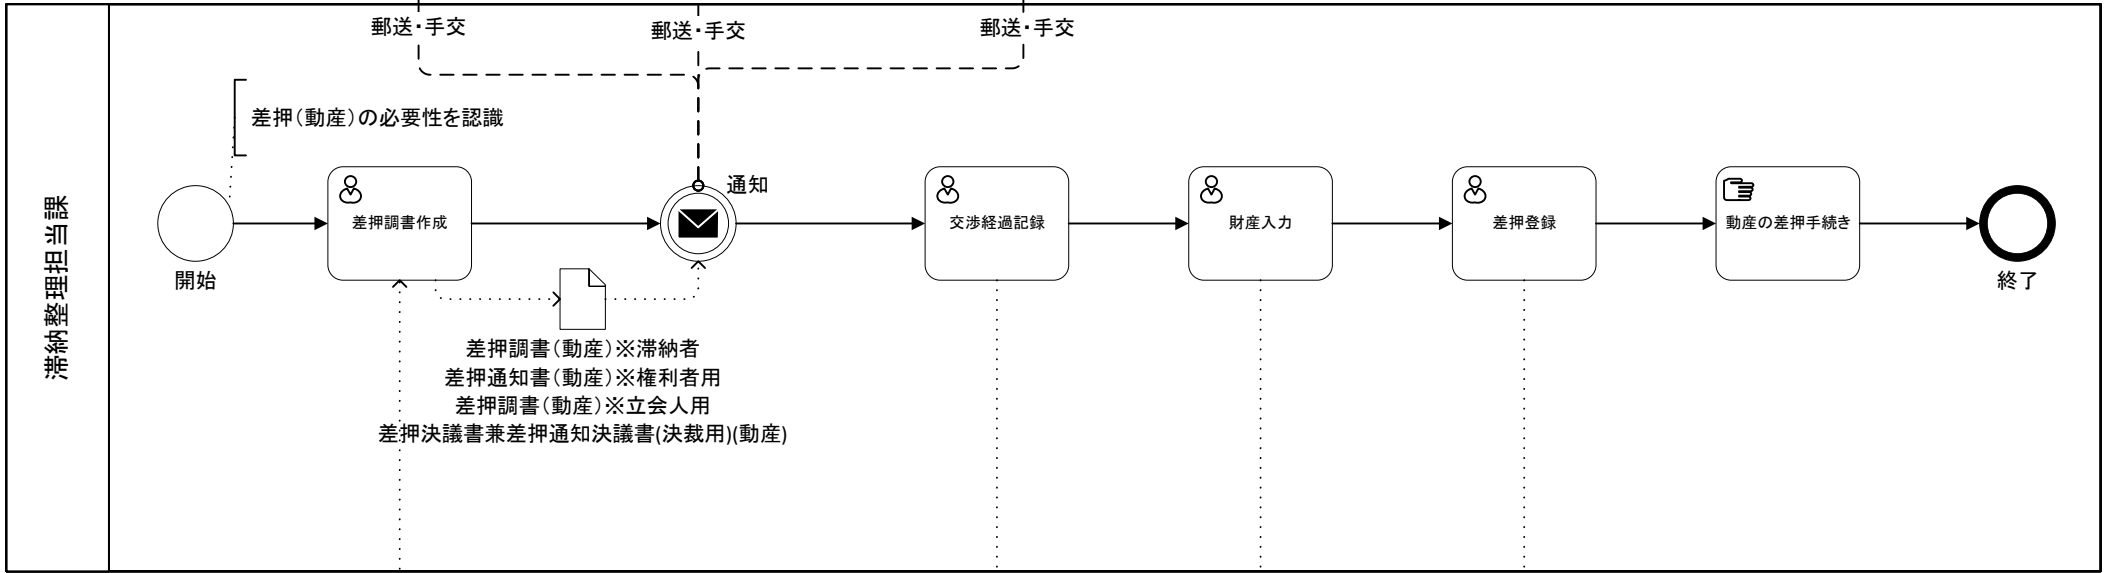 郵送・手交
郵送・手交
郵送・手交
差押（動産）の必要性を認識
滞納整理担当課
開始
差押調書作成
通知
交渉経過記録
財産入力
差押登録
動産の差押手続き
終了
差押調書（動産）※滞納者
差押通知書（動産）※権利者用
差押調書（動産）※立会人用
差押決議書兼差押通知決議書(決裁用)(動産)